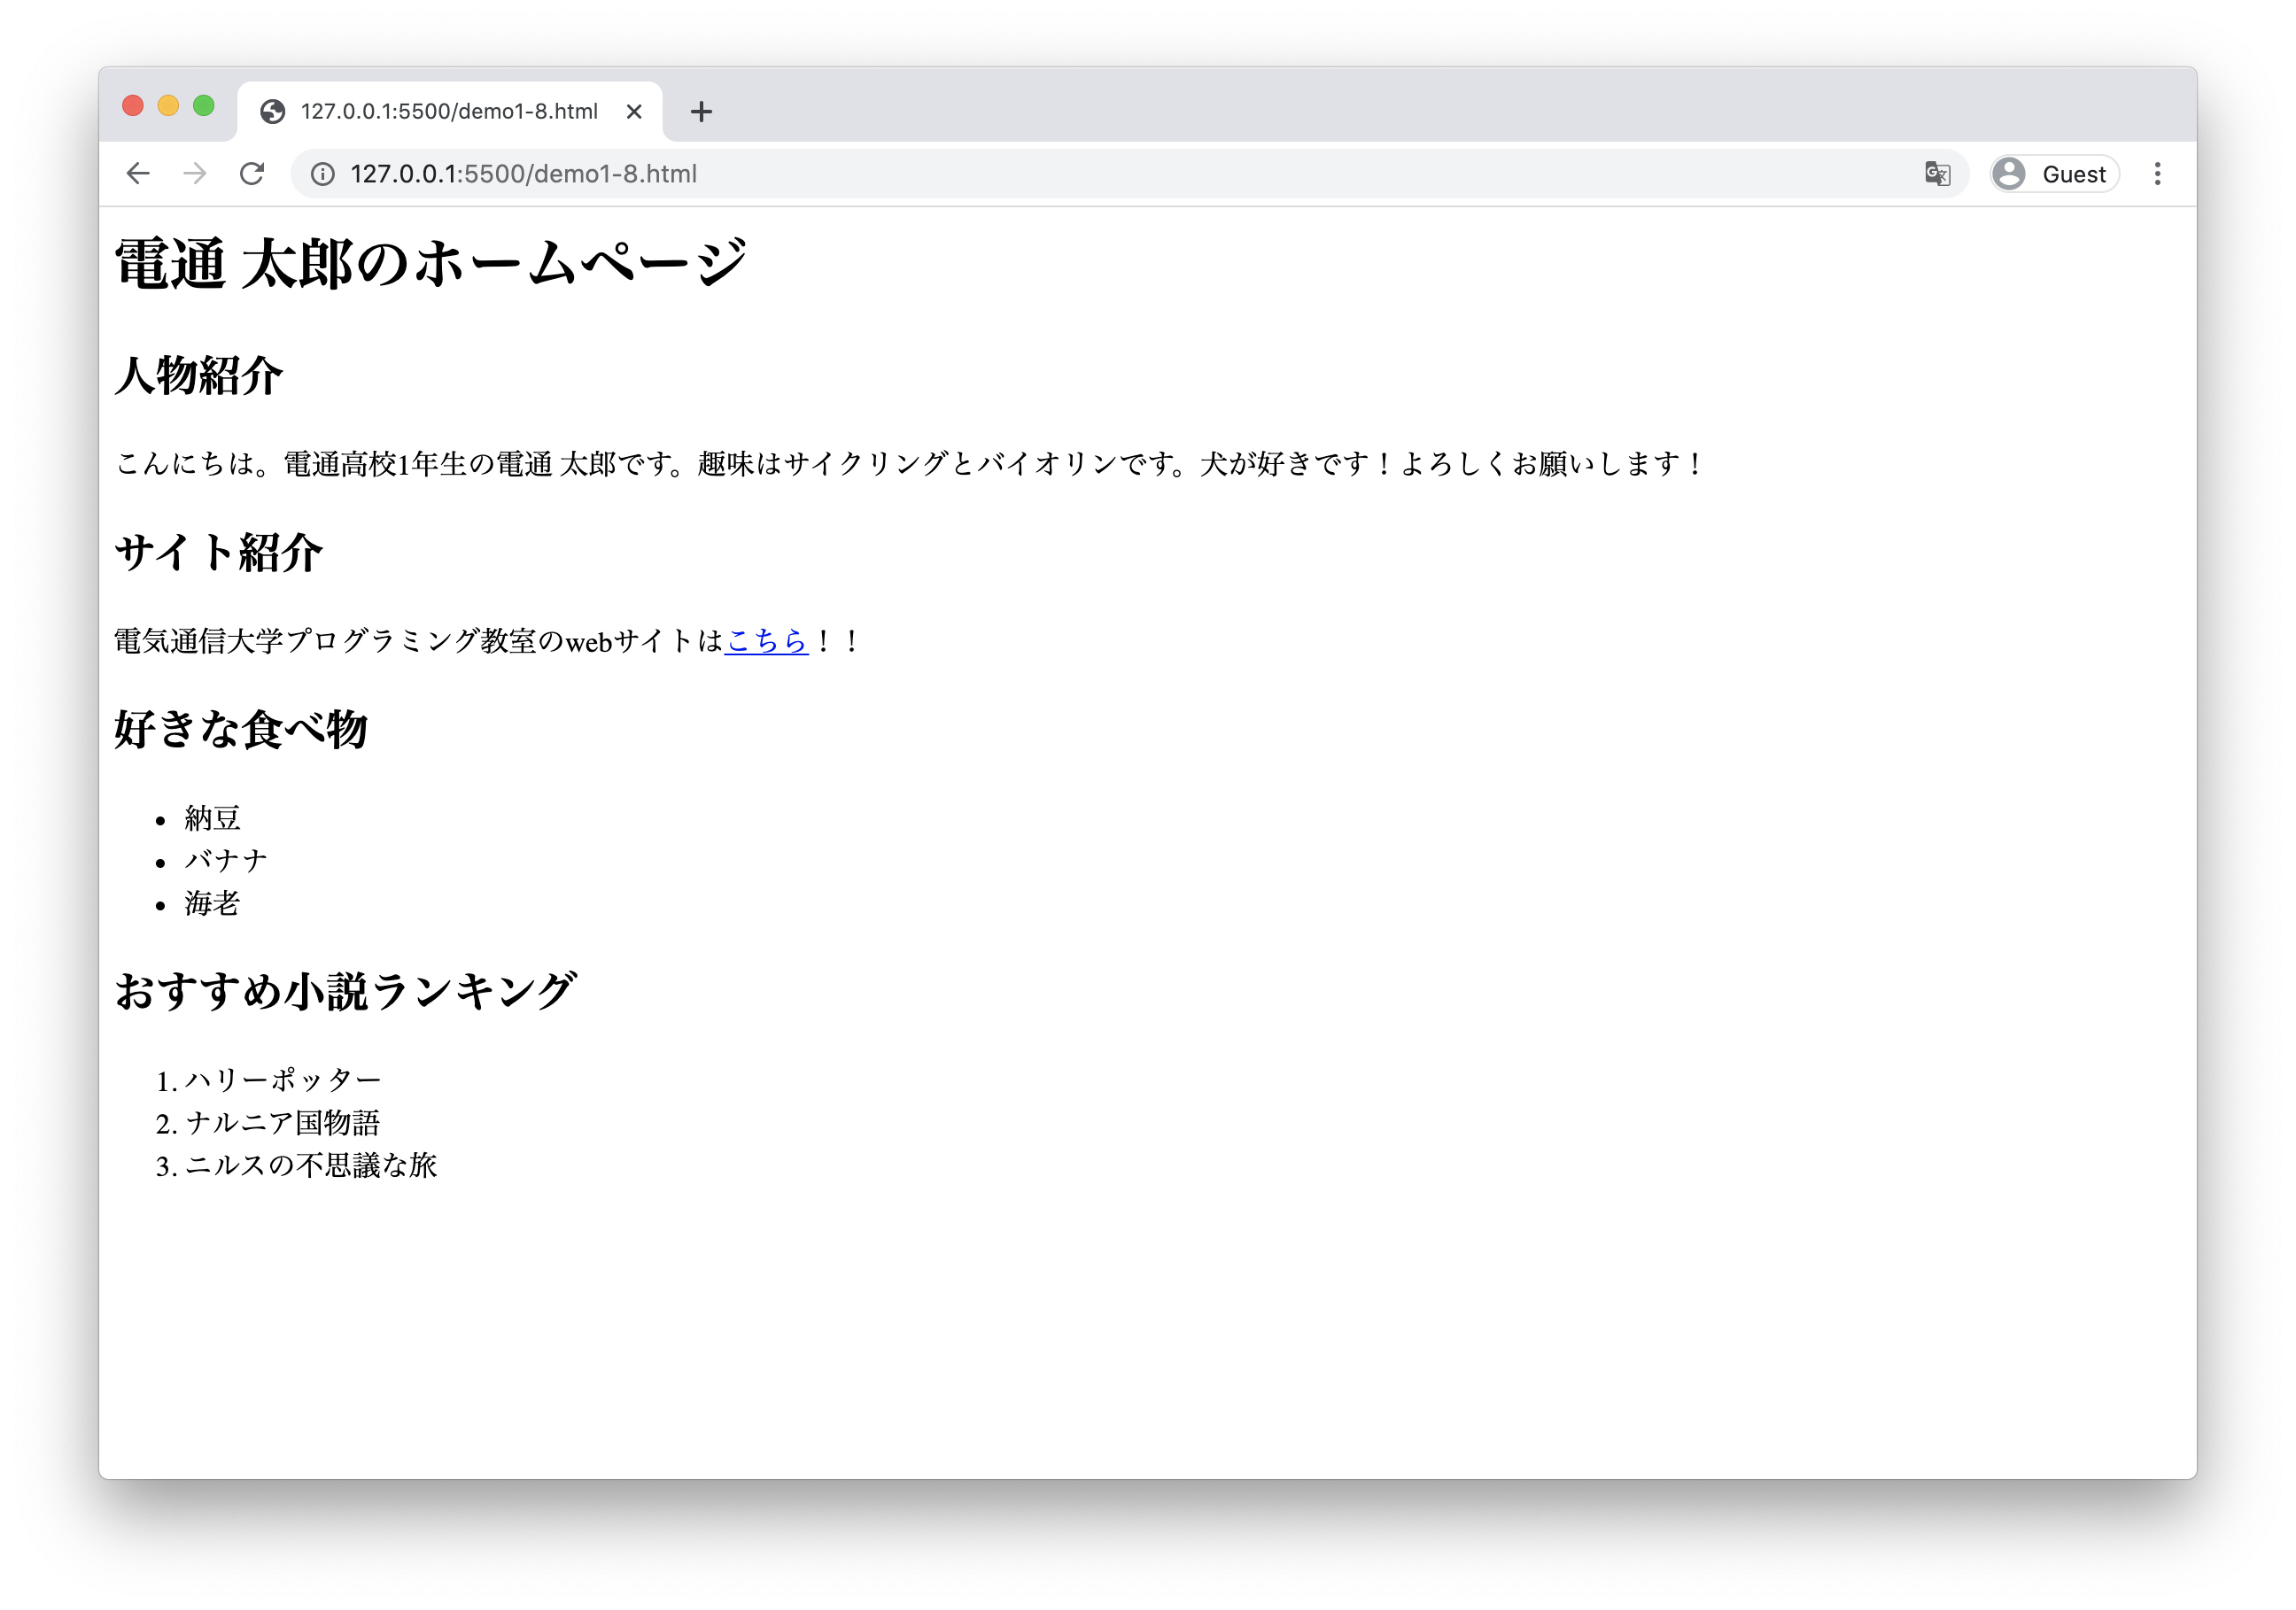 127.0.0.1:5500/demo1-8.html
127.0.0.1:5500/demo1-8.html
Guest
電通 太郎のホームページ
人物紹介
こんにちは。電通高校1年生の電通 太郎です。趣味はサイクリングとバイオリンです。犬が好きです！よろしくお願いします！
サイト紹介
電気通信大学プログラミング教室のwebサイトはこちら！！
好きな食べ物
• 納豆
• バナナ
• 海老
おすすめ小説ランキング
1. ハリーポッター
2. ナルニア国物語
3. ニルスの不思議な旅